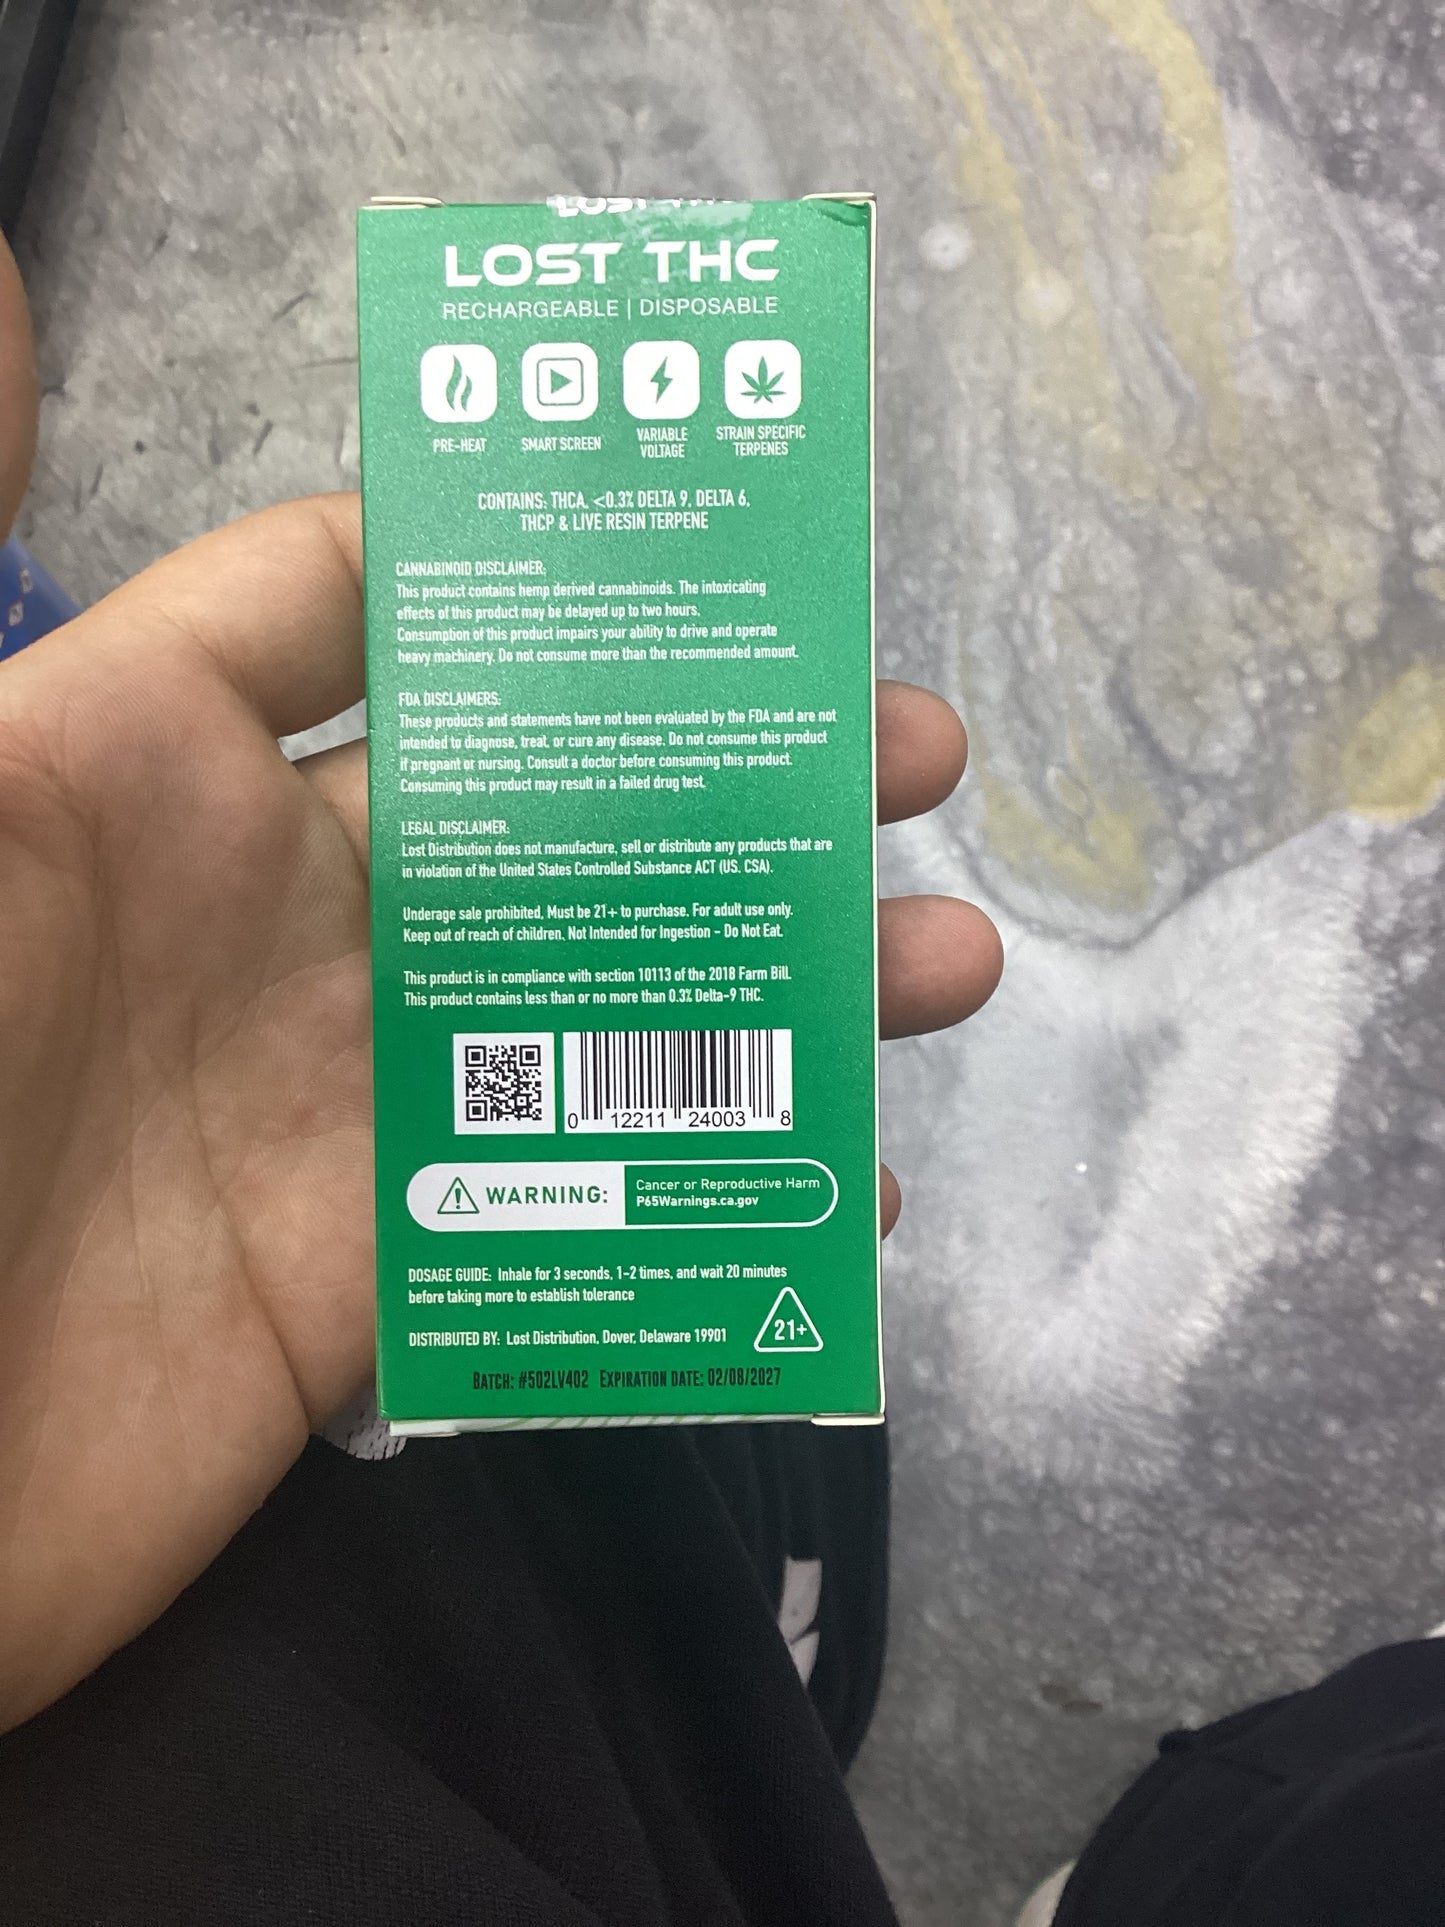 LOST THC
RECHARGEABLE | DISPOSABLE
PRE-HEAT
SMART SCREEN
VARIABLE
VOLTAGE
STRAIN SPECIFIC
TERPENES
CONTAINS: THCA, <0.3% DELTA 9, DELTA 6,
THCP & LIVE RESIN TERPENE
CANNABINOID DISCLAIMER:
This product contains hemp derived cannabinoids. The intoxicating
effects of this product may be delayed up to two hours.
Consumption of this product impairs your ability to drive and operate
heavy machinery. Do not consume more than the recommended amount.
FDA DISCLAIMERS:
These products and statements have not been evaluated by the FDA and are not
intended to diagnose, treat, or cure any disease. Do not consume this product
if pregnant or nursing. Consult a doctor before consuming this product.
Consuming this product may result in a failed drug test.
LEGAL DISCLAIMER:
Lost Distribution does not manufacture, sell or distribute any products that are
in violation of the United States Controlled Substance ACT (US. CSA).
Underage sale prohibited, Must be 21+ to purchase. For adult use only.
Keep out of reach of children, Not Intended for Ingestion - Do Not Eat.
This product is in compliance with section 10113 of the 2018 Farm Bill.
This product contains less than or no more than 0.3% Delta-9 THC.
0 12211 24003 8
WARNING:
Cancer or Reproductive Harm
P65Warnings.ca.gov
DOSAGE GUIDE: Inhale for 3 seconds, 1-2 times, and wait 20 minutes
before taking more to establish tolerance
21+
DISTRIBUTED BY: Lost Distribution, Dover, Delaware 19901
BATCH: #502LV402 EXPIRATION DATE: 02/08/2027